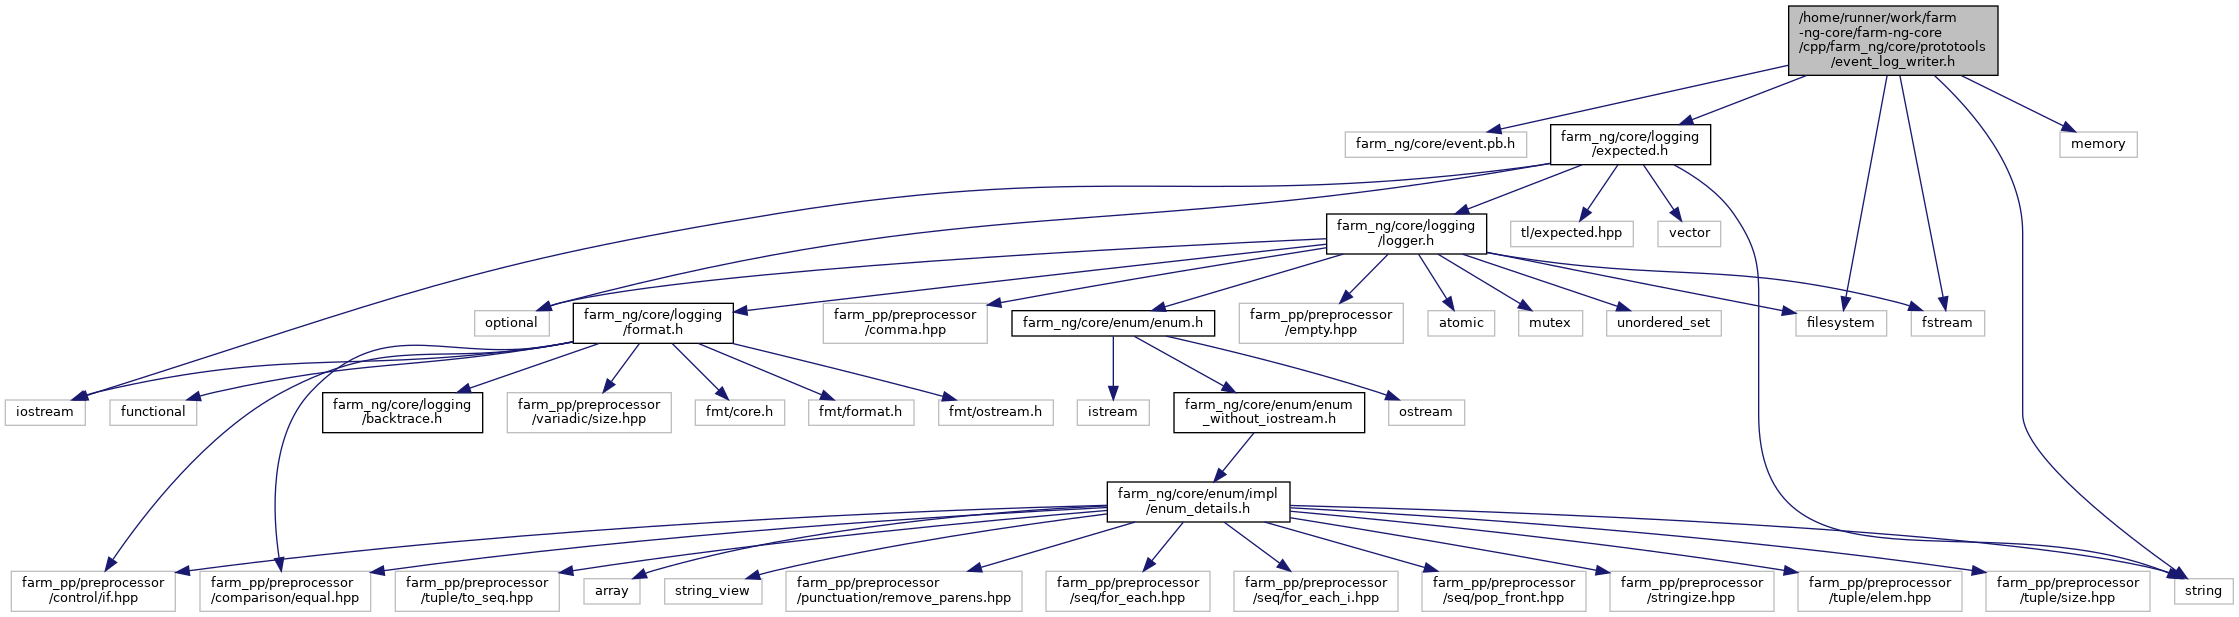 /home/runner/work/farm
-ng-core/farm-ng-core
/cpp/farm_ng/core/prototools
/event_log_writer.h
farm_ng/core/event.pb.h
farm_ng/core/logging
/expected.h
memory
farm_ng/core/logging
/logger.h
tl/expected.hpp
vector
optional
farm_ng/core/logging
/format.h
farm_pp/preprocessor
/comma.hpp
farm_ng/core/enum/enum.h
farm_pp/preprocessor
/empty.hpp
atomic
mutex
unordered_set
filesystem
fstream
iostream
functional
farm_ng/core/logging
/backtrace.h
farm_pp/preprocessor
/variadic/size.hpp
fmt/core.h
fmt/format.h
fmt/ostream.h
istream
farm_ng/core/enum/enum
_without_iostream.h
ostream
farm_ng/core/enum/impl
/enum_details.h
farm_pp/preprocessor
/control/if.hpp
farm_pp/preprocessor
/comparison/equal.hpp
farm_pp/preprocessor
/tuple/to_seq.hpp
array
string_view
farm_pp/preprocessor
/punctuation/remove_parens.hpp
farm_pp/preprocessor
/seq/for_each.hpp
farm_pp/preprocessor
/seq/for_each_i.hpp
farm_pp/preprocessor
/seq/pop_front.hpp
farm_pp/preprocessor
/stringize.hpp
farm_pp/preprocessor
/tuple/elem.hpp
farm_pp/preprocessor
/tuple/size.hpp
string